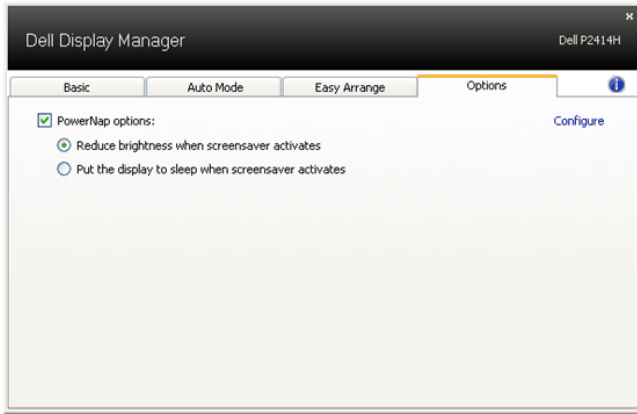 Dell Display Manager
Dell P2414H
Basic
Auto Mode
Easy Arrange
Options
PowerNap options:
Configure
Reduce brightness when screensaver activates
Put the display to sleep when screensaver activates